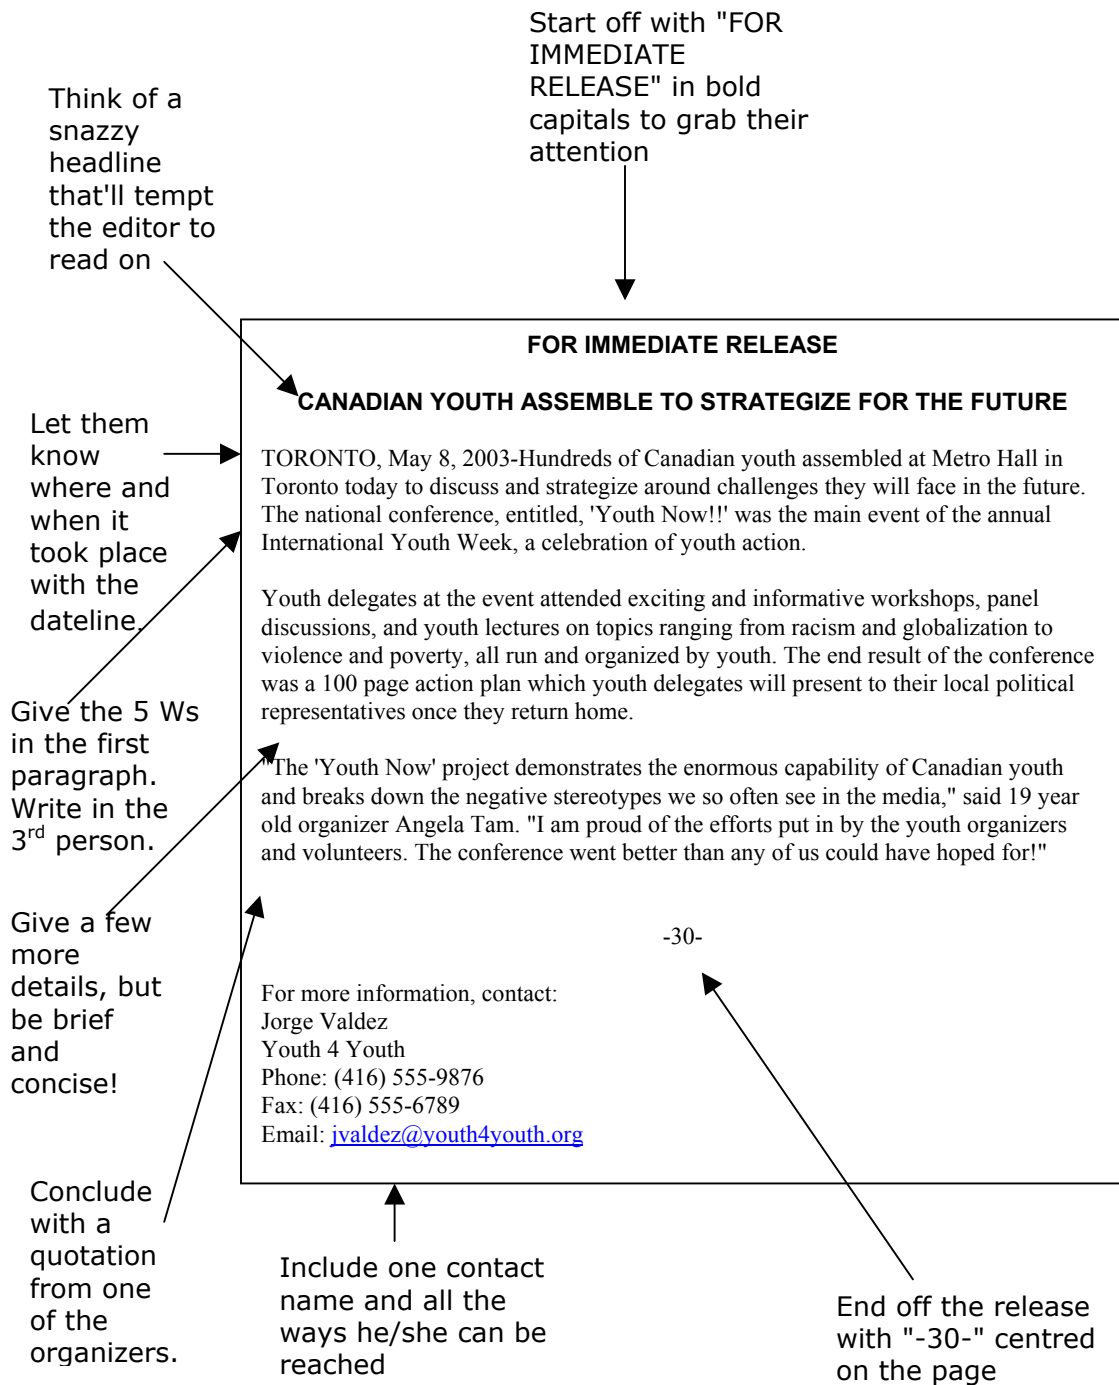 Start off with "FOR
IMMEDIATE
RELEASE" in bold
capitals to grab their
attention
Think of a
snazzy
headline
that'll tempt
the editor to
read on
FOR IMMEDIATE RELEASE
CANADIAN YOUTH ASSEMBLE TO STRATEGIZE FOR THE FUTURE
Let them
know
where and
when it
took place
with the
dateline.
TORONTO, May 8, 2003-Hundreds of Canadian youth assembled at Metro Hall in
Toronto today to discuss and strategize around challenges they will face in the future.
The national conference, entitled, 'Youth Now!!' was the main event of the annual
International Youth Week, a celebration of youth action.
Youth delegates at the event attended exciting and informative workshops, panel
discussions, and youth lectures on topics ranging from racism and globalization to
violence and poverty, all run and organized by youth. The end result of the conference
was a 100 page action plan which youth delegates will present to their local political
representatives once they return home.
Give the 5 Ws
in the first
paragraph.
Write in the
3rd person.
"The 'Youth Now' project demonstrates the enormous capability of Canadian youth
and breaks down the negative stereotypes we so often see in the media," said 19 year
old organizer Angela Tam. "I am proud of the efforts put in by the youth organizers
and volunteers. The conference went better than any of us could have hoped for!"
Give a few
more
details, but
be brief
and
concise!
-30-
For more information, contact:
Jorge Valdez
Youth 4 Youth
Phone: (416) 555-9876
Fax: (416) 555-6789
Email: jvaldez@youth4youth.org
Conclude
with a
quotation
from one
of the
organizers.
Include one contact
name and all the
ways he/she can be
reached
End off the release
with "-30-" centred
on the page